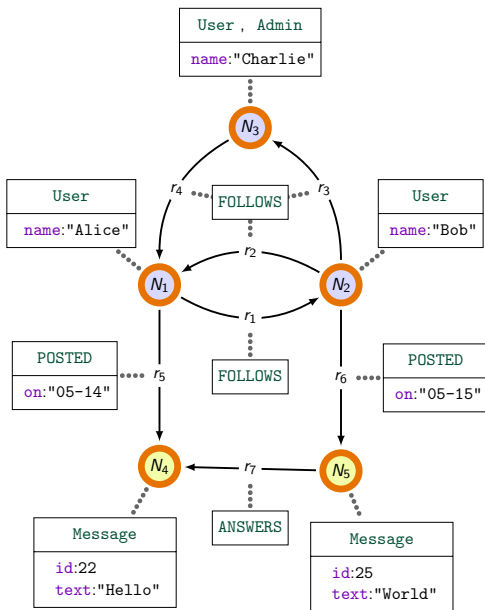 User , Admin
name:"Charlie"
N3
r4
FOLLOWS
r3
User
name:"Alice"
User
name:"Bob"
r2
N1
N2
r1
POSTED
on:"05-14"
r5
FOLLOWS
r6
POSTED
on:"05-15"
N4
r7
N5
ANSWERS
Message
id:22
text:"Hello"
Message
id:25
text:"World"